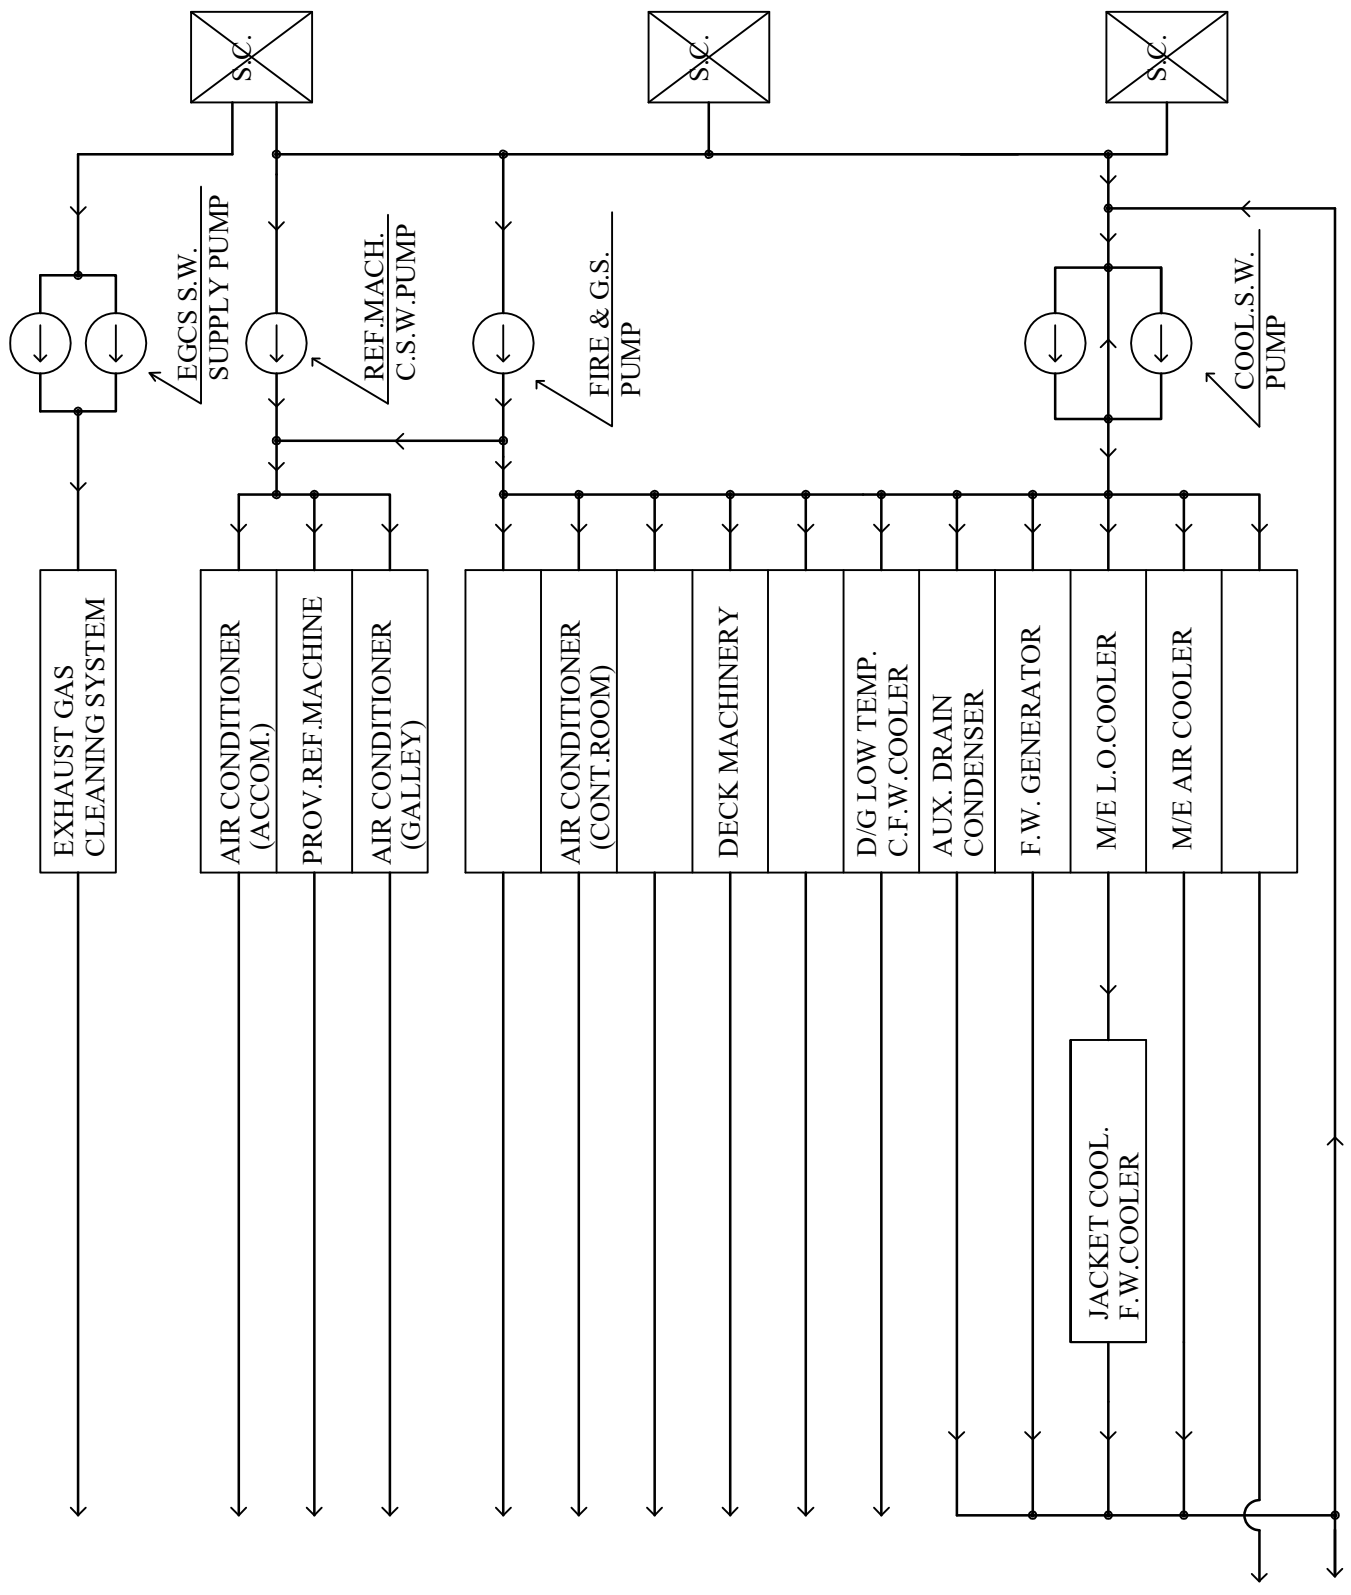 S.C.
S.C.
S.C.
EGCS S.W.
SUPPLY PUMP
REF.MACH.
C.S.W.PUMP
FIRE & G.S.
PUMP
COOL.S.W.
PUMP
EXHAUST GAS
CLEANING SYSTEM
AIR CONDITIONER
(ACCOM.)
PROV.REF.MACHINE
AIR CONDITIONER
(GALLEY)
AIR CONDITIONER
(CONT.ROOM)
DECK MACHINERY
D/G LOW TEMP.
C.F.W.COOLER
AUX. DRAIN
CONDENSER
F.W. GENERATOR
M/E L.O.COOLER
M/E AIR COOLER
JACKET COOL.
F.W.COOLER